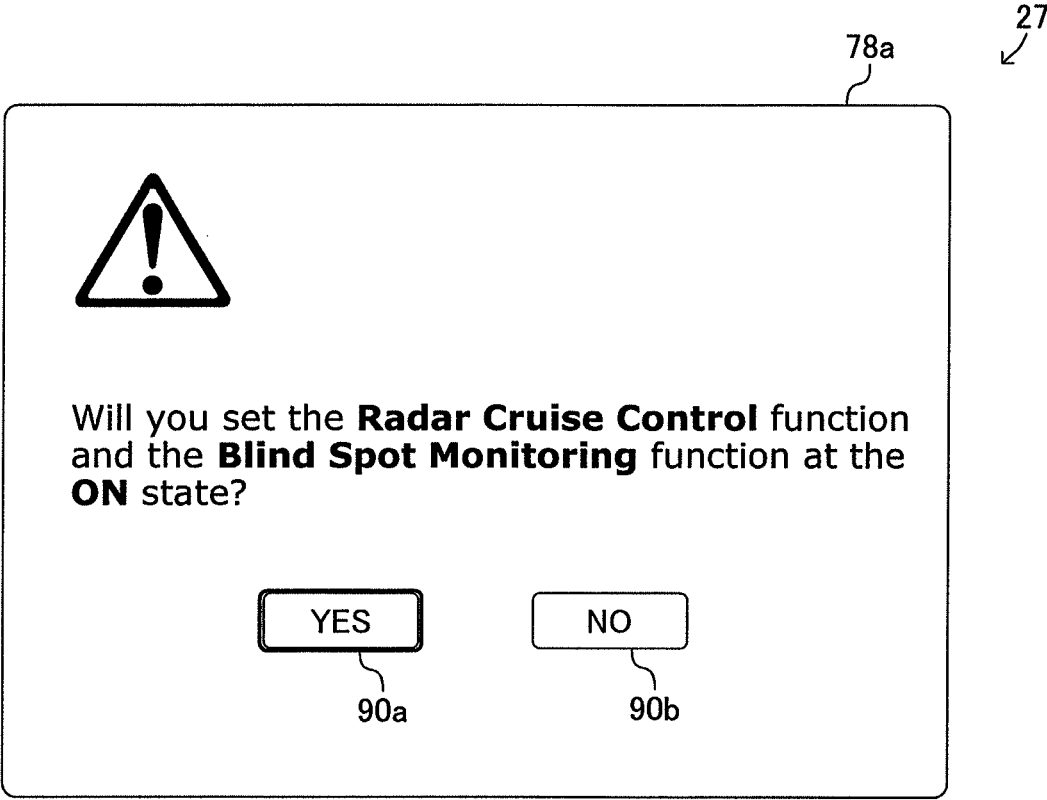 27
78a
Will you set the Radar Cruise Control function
and the Blind Spot Monitoring function at the
ON state?
YES
NO
90a
90b